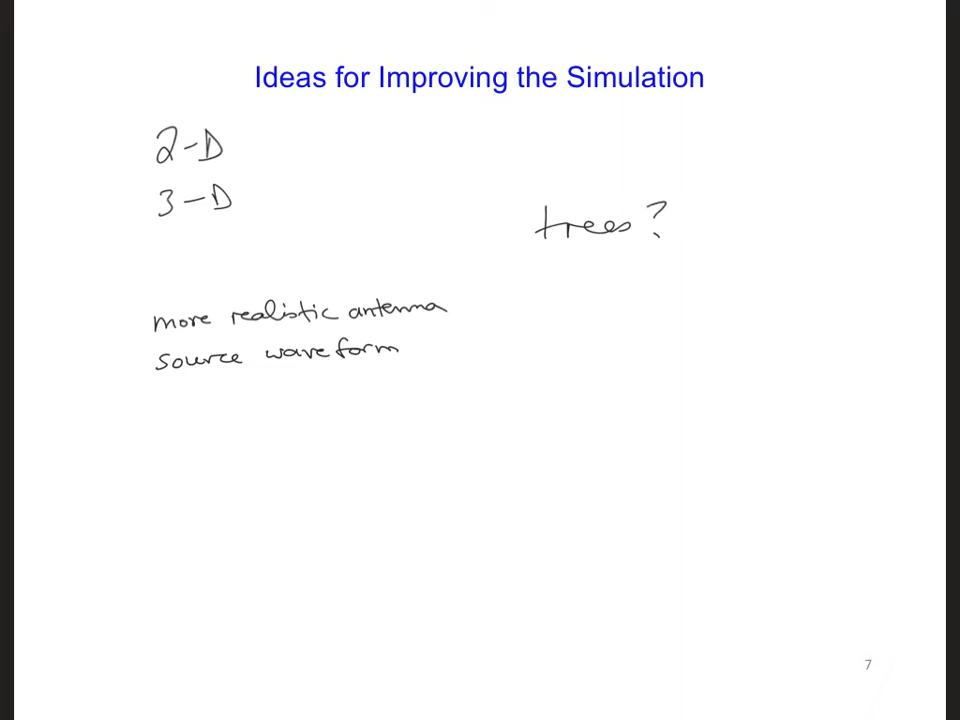 Ideas for Improving the Simulation
2-D
3-D
trees?
more realistic antenna
source waveform
7